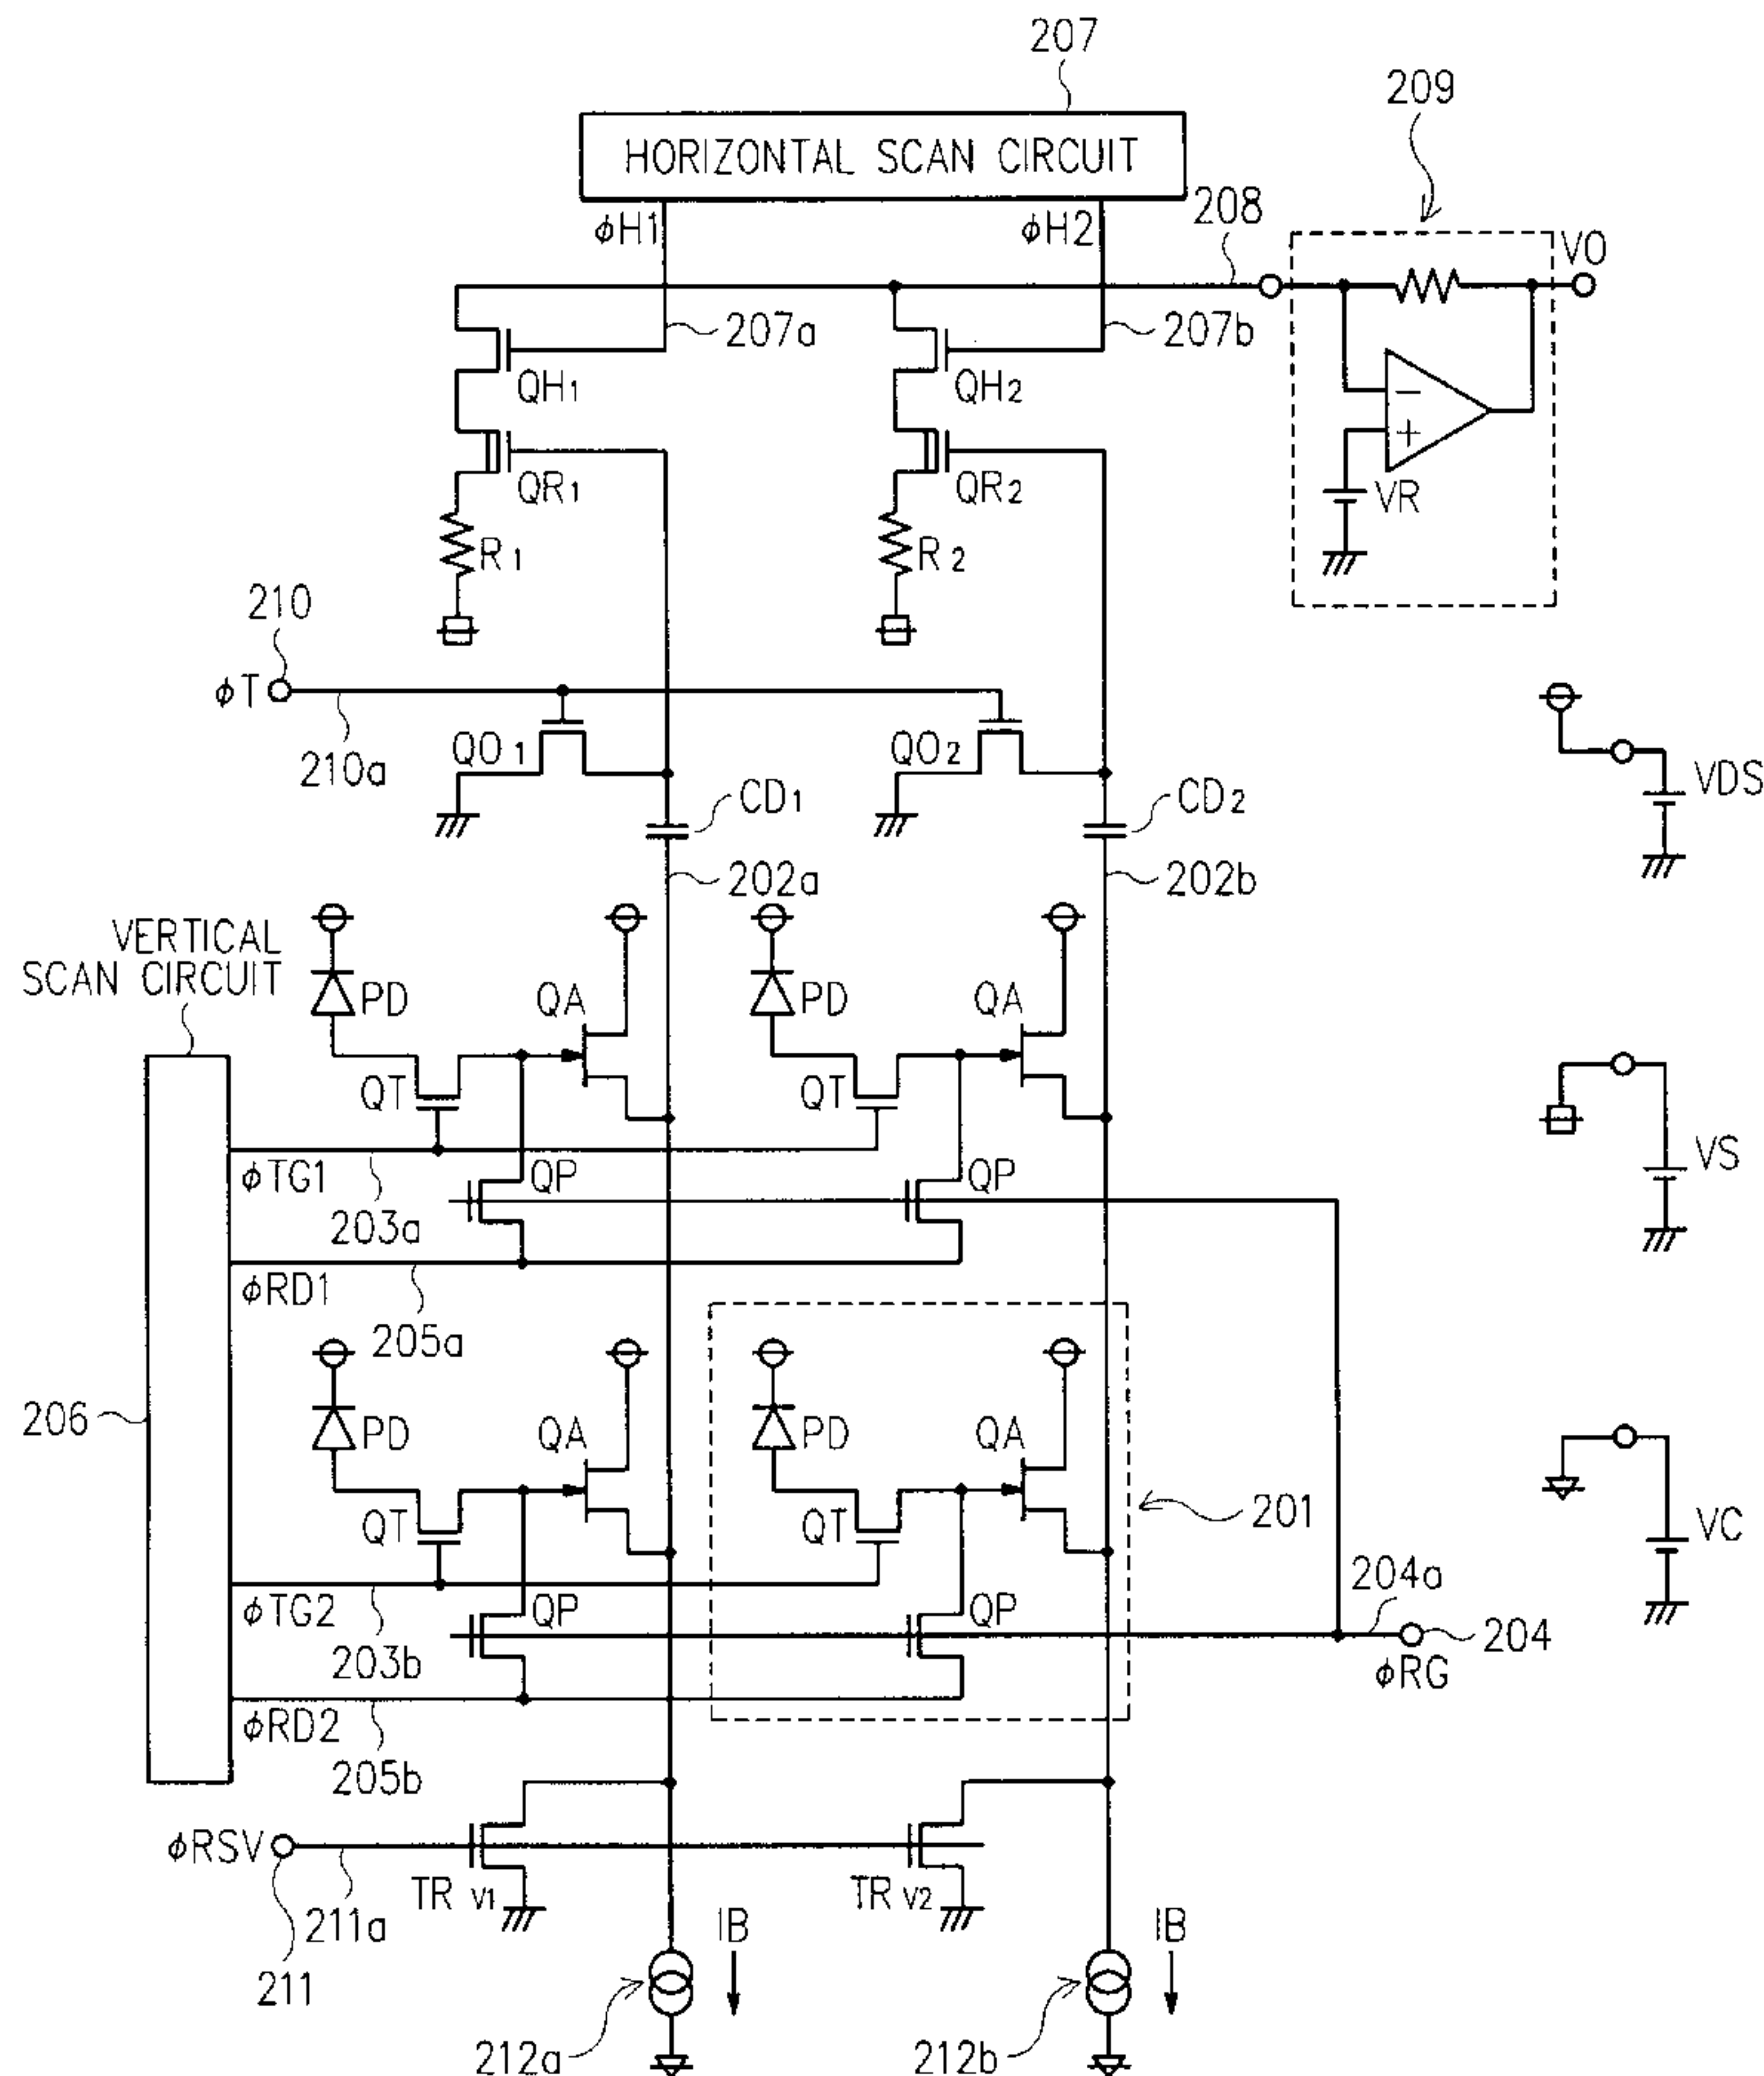 207
HORIZONTAL SCAN CIRCUIT
209
φH1
φH2
208
VO
207a
207b
QH1
QH2
−
+
QR1
QR2
VR
R1
R2
210
φT
QO1
QO2
210a
CD1
CD2
VDS
202a
202b
VERTICAL
SCAN CIRCUIT
PD
QA
PD
QA
QT
QT
φTG1
QP
QP
VS
203a
φRD1
205a
206
PD
QA
PD
QA
QT
QT
201
VC
204a
φTG2
QP
QP
204
203b
φRG
φRD2
205b
φRSV
TR V1
TR V2
211a
IB
IB
211
212a
212b